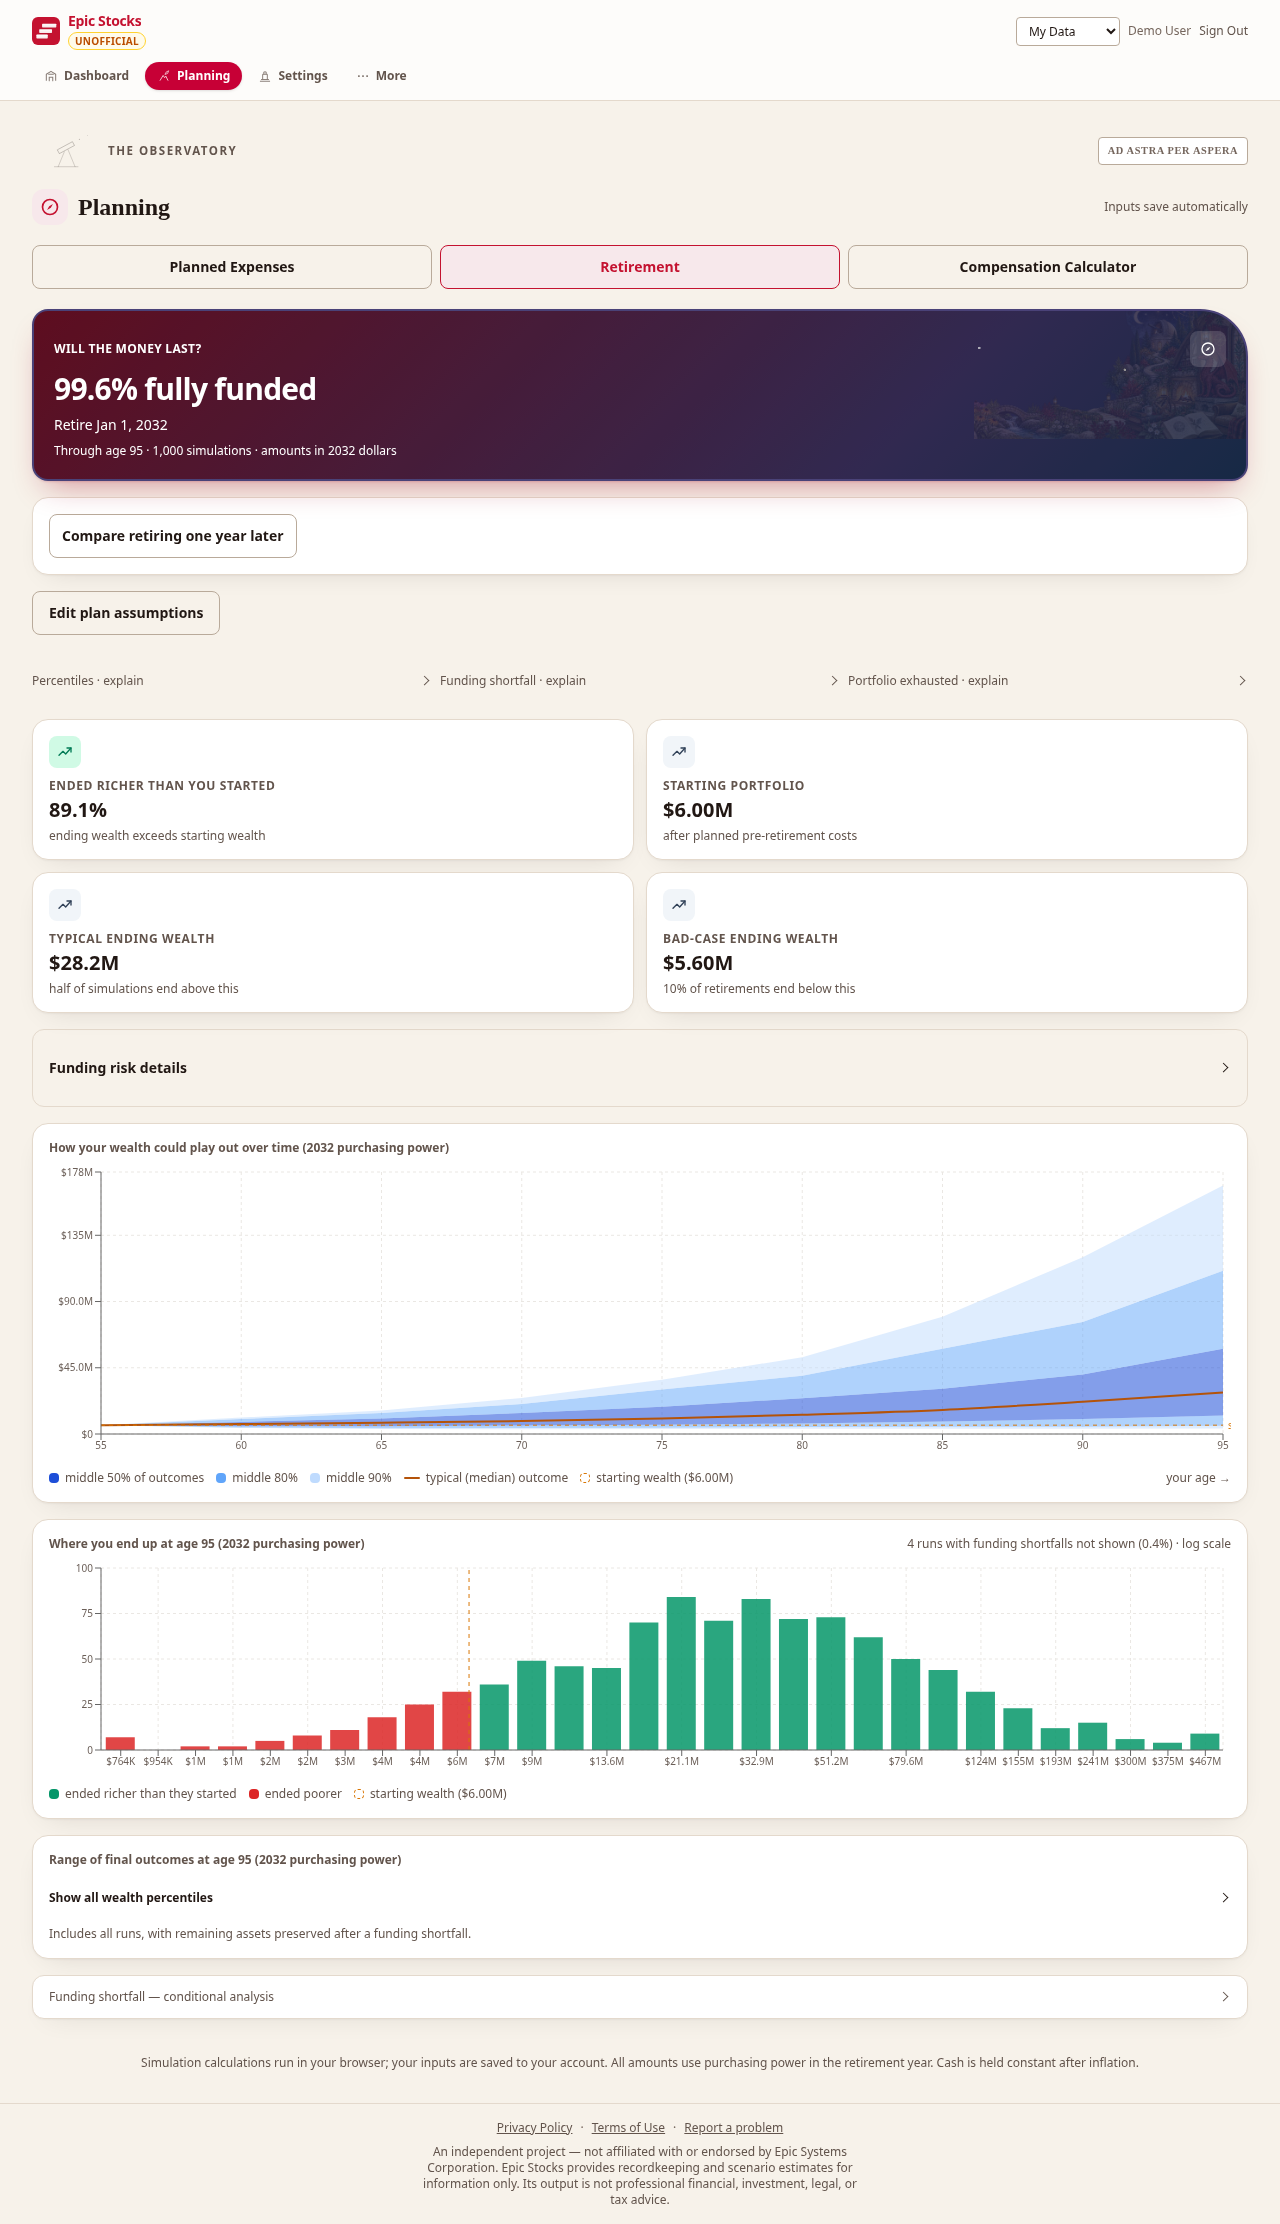 Epic Stocks
UNOFFICIAL
My Data
Demo User
Sign Out
Dashboard
Planning
Settings
More
THE OBSERVATORY
AD ASTRA PER ASPERA
Planning
Inputs save automatically
Planned Expenses
Retirement
Compensation Calculator
WILL THE MONEY LAST?
99.6% fully funded
Retire Jan 1, 2032
Through age 95 · 1,000 simulations · amounts in 2032 dollars
Compare retiring one year later
Edit plan assumptions
Percentiles · explain
Funding shortfall · explain
Portfolio exhausted · explain
ENDED RICHER THAN YOU STARTED
89.1%
ending wealth exceeds starting wealth
STARTING PORTFOLIO
$6.00M
after planned pre-retirement costs
TYPICAL ENDING WEALTH
$28.2M
half of simulations end above this
BAD-CASE ENDING WEALTH
$5.60M
10% of retirements end below this
Funding risk details
How your wealth could play out over time (2032 purchasing power)
$178M
$135M
$90.0M
$45.0M
$0
55 60 65 70 75 80 85 90 95
$
middle 50% of outcomes
middle 80%
middle 90%
typical (median) outcome
starting wealth ($6.00M)
your age →
Where you end up at age 95 (2032 purchasing power)
4 runs with funding shortfalls not shown (0.4%) · log scale
100
75
50
25
0
$764K $954K $1M $1M $2M $2M $3M $4M $4M $6M $7M $9M $13.6M $21.1M $32.9M $51.2M $79.6M $124M $155M $193M $241M $300M $375M $467M
ended richer than they started
ended poorer
starting wealth ($6.00M)
Range of final outcomes at age 95 (2032 purchasing power)
Show all wealth percentiles
Includes all runs, with remaining assets preserved after a funding shortfall.
Funding shortfall — conditional analysis
Simulation calculations run in your browser; your inputs are saved to your account. All amounts use purchasing power in the retirement year. Cash is held constant after inflation.
Privacy Policy · Terms of Use · Report a problem
An independent project — not affiliated with or endorsed by Epic Systems
Corporation. Epic Stocks provides recordkeeping and scenario estimates for
information only. Its output is not professional financial, investment, legal, or
tax advice.